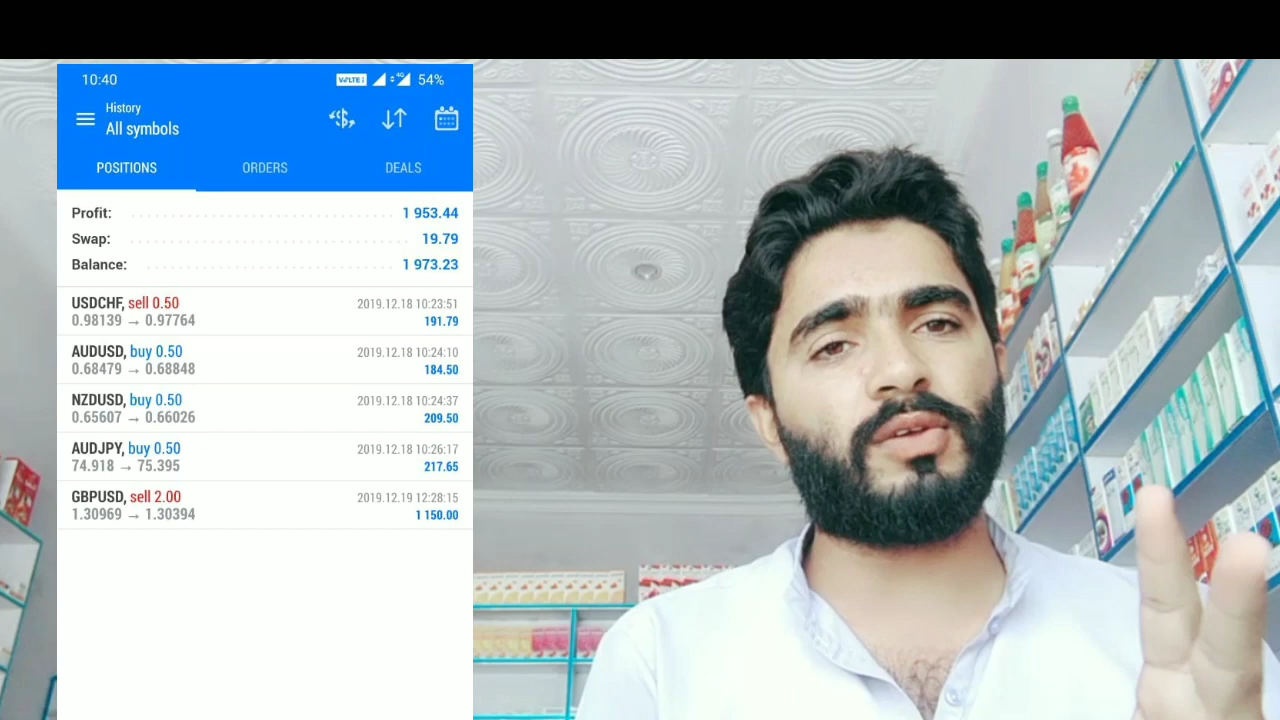 10:40 VoLTE 4G 54%
History
All symbols
POSITIONS ORDERS DEALS
Profit: 1 953.44
Swap: 19.79
Balance: 1 973.23
USDCHF, sell 0.50 2019.12.18 10:23:51
0.98139 → 0.97764 191.79
AUDUSD, buy 0.50 2019.12.18 10:24:10
0.68479 → 0.68848 184.50
NZDUSD, buy 0.50 2019.12.18 10:24:37
0.65607 → 0.66026 209.50
AUDJPY, buy 0.50 2019.12.18 10:26:17
74.918 → 75.395 217.65
GBPUSD, sell 2.00 2019.12.19 12:28:15
1.30969 → 1.30394 1 150.00